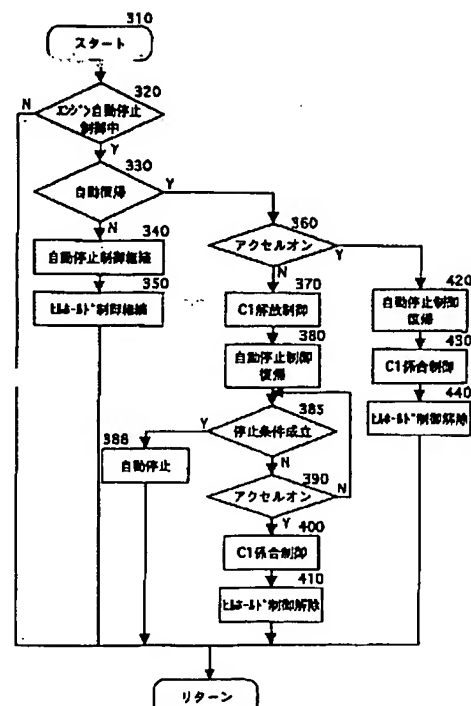 310
スタート
320
N
エンジン自動停止
制御中
Y
330
自動復帰
Y
N
340
自動停止制御継続
350
ヒルホールド制御継続
360
アクセルオン
Y
N
370
C1解放制御
380
自動停止制御
復帰
385
Y
停止条件成立
388
自動停止
N
390
アクセルオン
N
Y
400
C1係合制御
410
ヒルホールド制御解除
420
自動停止制御
復帰
430
C1係合制御
440
ヒルホールド制御解除
リターン